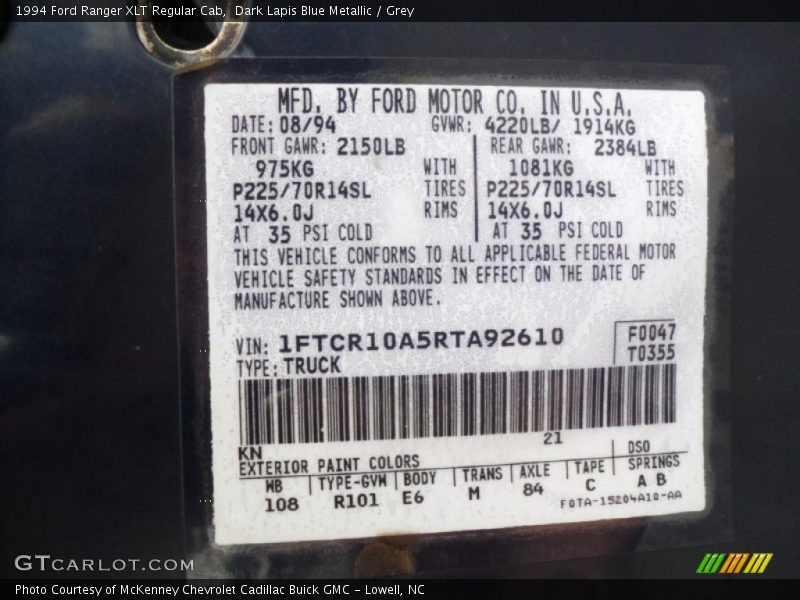 1994 Ford Ranger XLT Regular Cab,  Dark Lapis Blue Metallic / Grey
MFD. BY FORD MOTOR CO. IN U.S.A.
DATE: 08/94 GVWR: 4220LB/ 1914KG
FRONT GAWR: 2150LB REAR GAWR: 2384LB
975KG WITH 1081KG WITH
P225/70R14SL TIRES P225/70R14SL TIRES
14X6.0J RIMS 14X6.0J RIMS
AT 35 PSI COLD AT 35 PSI COLD
THIS VEHICLE CONFORMS TO ALL APPLICABLE FEDERAL MOTOR
VEHICLE SAFETY STANDARDS IN EFFECT ON THE DATE OF
MANUFACTURE SHOWN ABOVE.
VIN: 1FTCR10A5RTA92610 F0047
TYPE: TRUCK T0355
21
KN DSO
EXTERIOR PAINT COLORS
WB TYPE-GVW BODY TRANS AXLE TAPE SPRINGS
108 R101 E6 M 84 C A B
F0TA-15204A10-AA
GTcarlot.com
Photo Courtesy of McKenney Chevrolet Cadillac Buick GMC - Lowell, NC